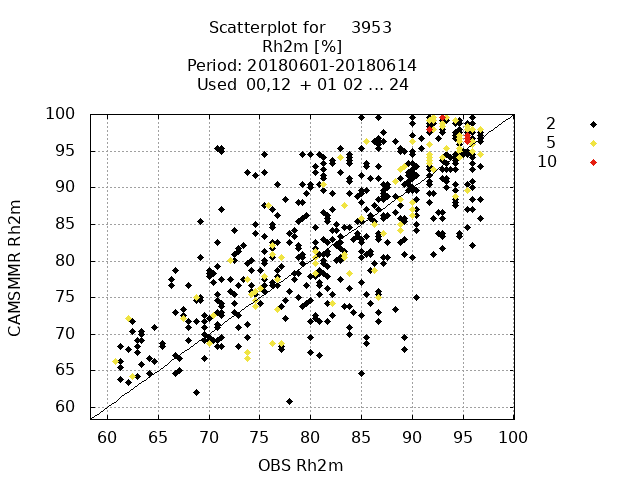 Scatterplot for 3953
Rh2m [%]
Period: 20180601-20180614
Used 00,12 + 01 02 ... 24
100
95
90
85
80
75
70
65
60
60 65 70 75 80 85 90 95 100
CAMSMMR Rh2m
OBS Rh2m
2
5
10